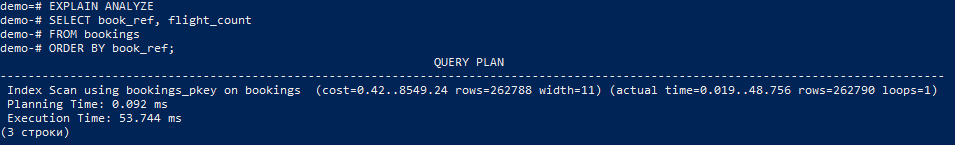 demo=# EXPLAIN ANALYZE
demo-# SELECT book_ref, flight_count
demo-# FROM bookings
demo-# ORDER BY book_ref;
QUERY PLAN
---------------------------------------------------------------------------------------------------------------------------------------
Index Scan using bookings_pkey on bookings  (cost=0.42..8549.24 rows=262788 width=11) (actual time=0.019..48.756 rows=262790 loops=1)
Planning Time: 0.092 ms
Execution Time: 53.744 ms
(3 строки)